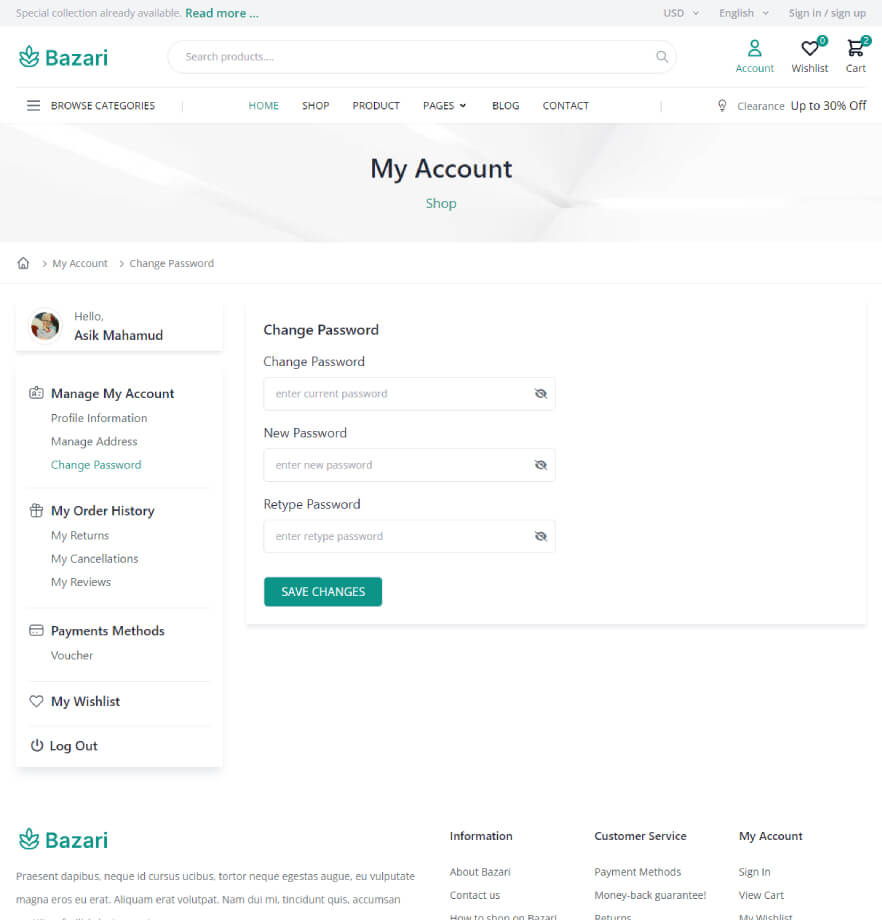 Special collection already available. Read more ...
USD English Sign in / sign up
Bazari
Search products....
Account
0
Wishlist
2
Cart
BROWSE CATEGORIES
HOME SHOP PRODUCT PAGES BLOG CONTACT
Clearance Up to 30% Off
My Account
Shop
> My Account > Change Password
Hello,
Asik Mahamud
Manage My Account
Profile Information
Manage Address
Change Password
My Order History
My Returns
My Cancellations
My Reviews
Payments Methods
Voucher
My Wishlist
Log Out
Change Password
Change Password
enter current password
New Password
enter new password
Retype Password
enter retype password
SAVE CHANGES
Bazari
Praesent dapibus, neque id cursus ucibus, tortor neque egestas augue, eu vulputate
magna eros eu erat. Aliquam erat volutpat. Nam dui mi, tincidunt quis, accumsan
Information
About Bazari
Contact us
How to shop on Bazari
Customer Service
Payment Methods
Money-back guarantee!
Returns
My Account
Sign In
View Cart
My Wishlist